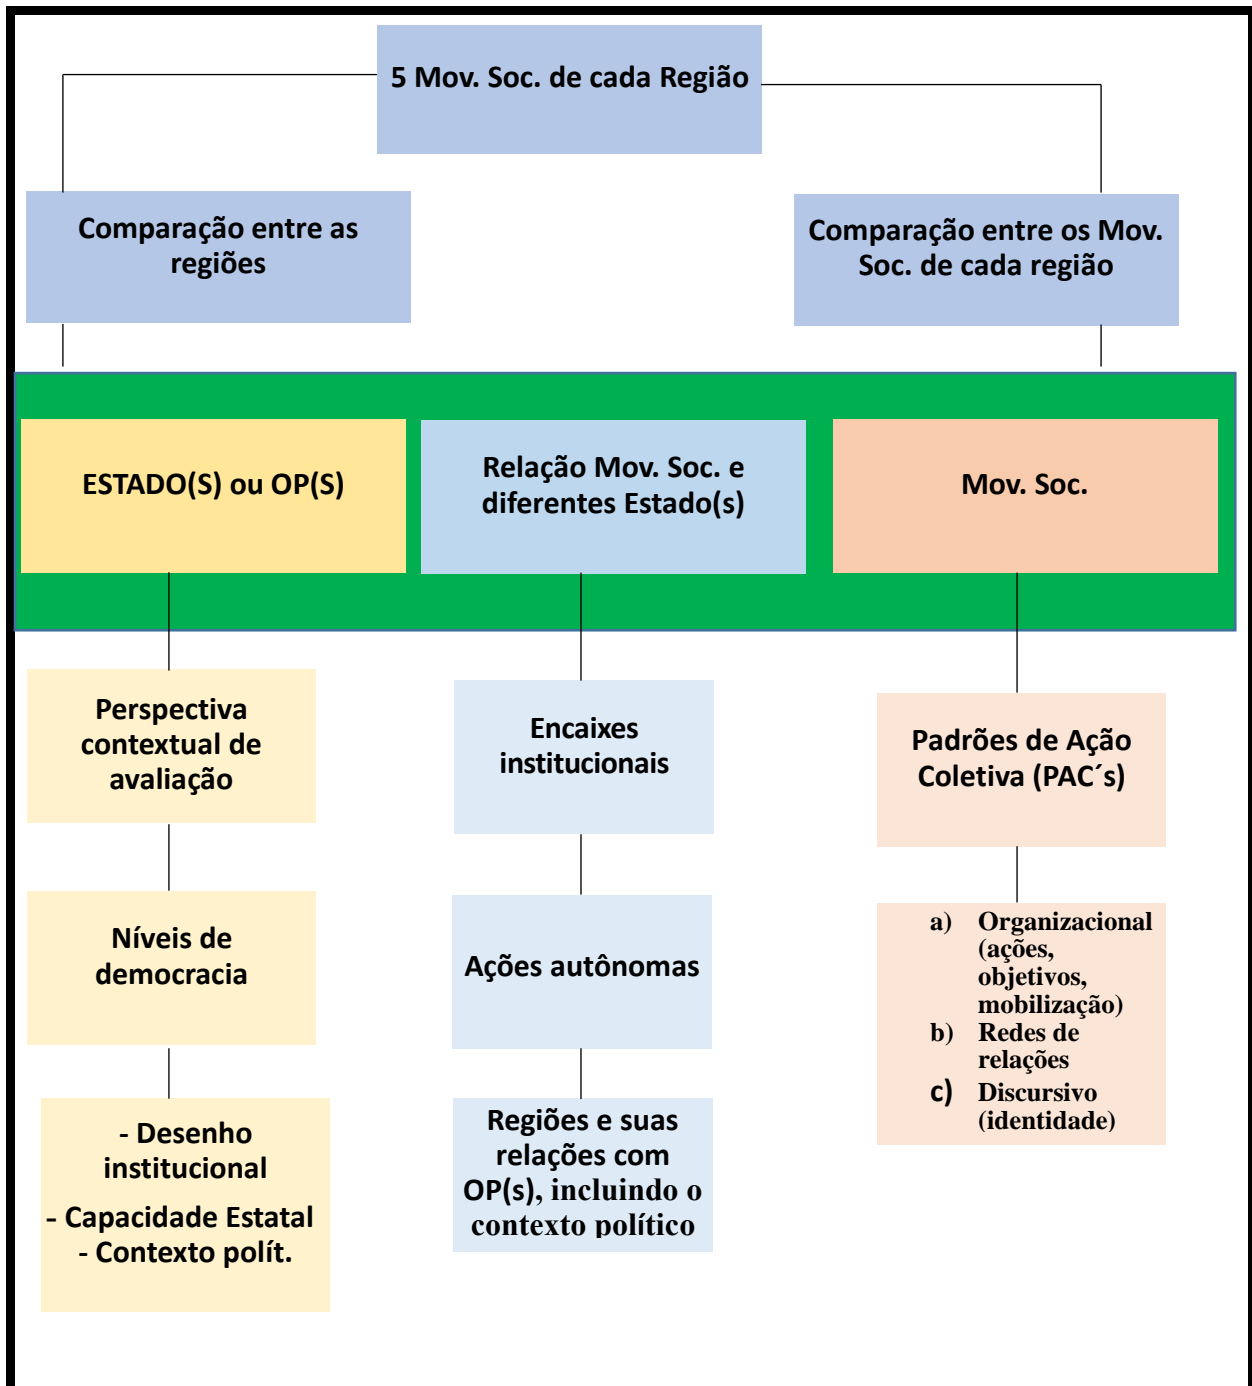 5 Mov. Soc. de cada Região
Comparação entre as
regiões
Comparação entre os Mov.
Soc. de cada região
ESTADO(S) ou OP(S)
Relação Mov. Soc. e
diferentes Estado(s)
Mov. Soc.
Perspectiva
contextual de
avaliação
Níveis de
democracia
- Desenho
institucional
- Capacidade Estatal
- Contexto polít.
Encaixes
institucionais
Ações autônomas
Regiões e suas
relações com
OP(s), incluindo o
contexto político
Padrões de Ação
Coletiva (PAC´s)
a) Organizacional
(ações,
objetivos,
mobilização)
b) Redes de
relações
c) Discursivo
(identidade)